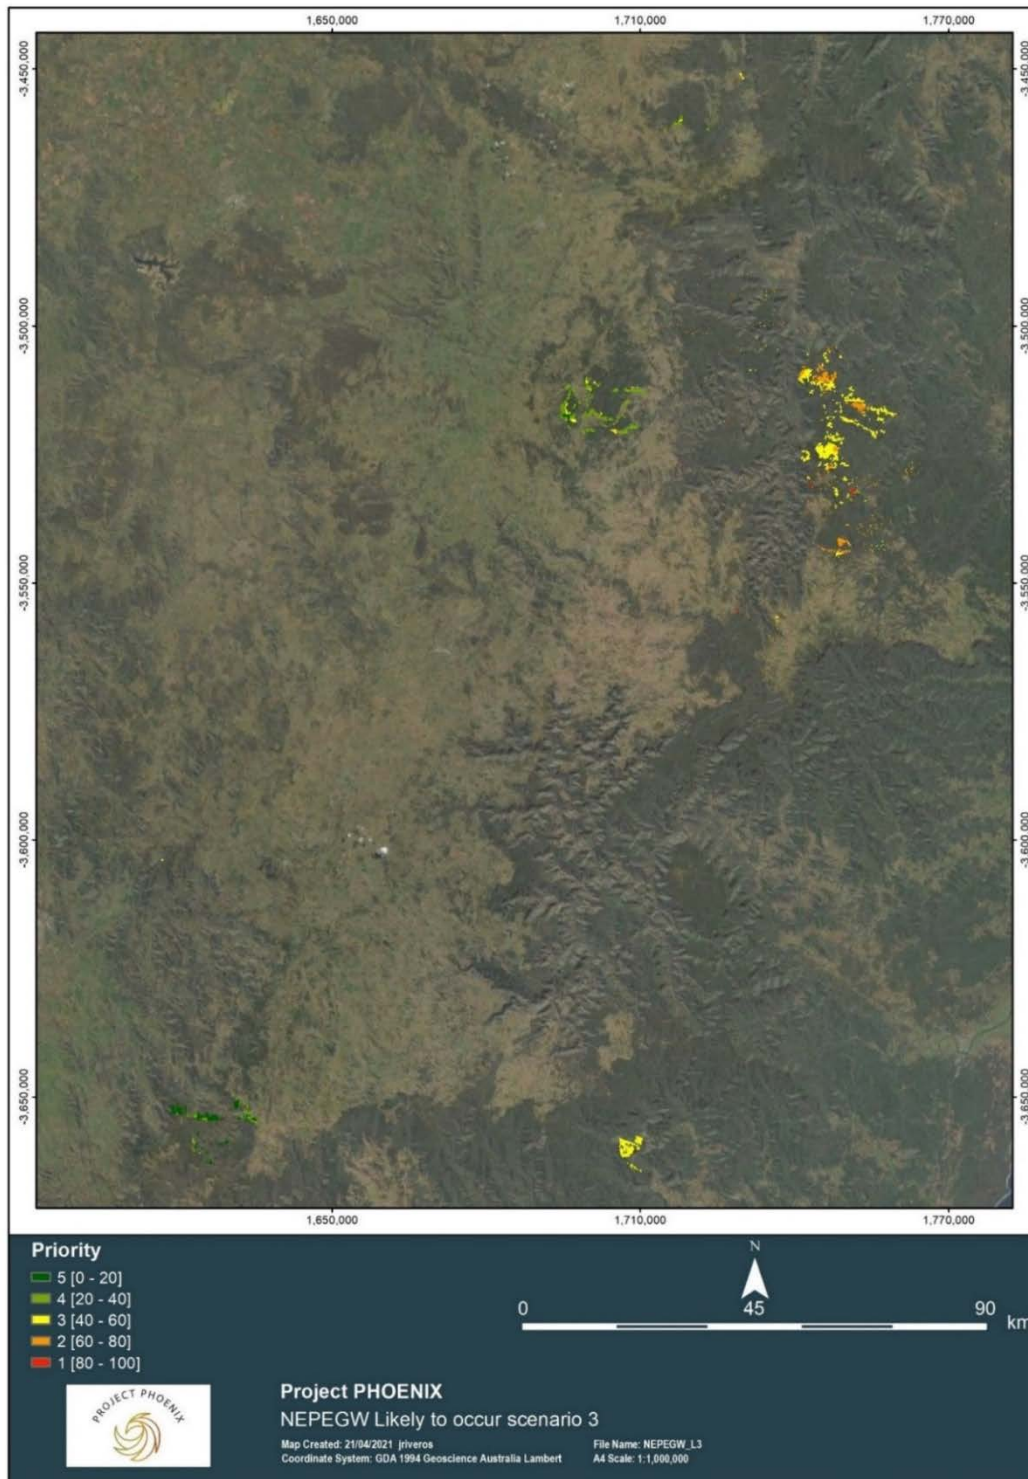 1,650,000 1,710,000 1,770,000
-3,450,000 -3,450,000
-3,500,000 -3,500,000
-3,550,000 -3,550,000
-3,600,000 -3,600,000
-3,650,000 -3,650,000
1,650,000 1,710,000 1,770,000
Priority
5 [0 - 20]
4 [20 - 40]
3 [40 - 60]
2 [60 - 80]
1 [80 - 100]
N
0 45 90
km
PROJECT PHOENIX
Project PHOENIX
NEPEGW Likely to occur scenario 3
Map Created: 21/04/2021 jriveros File Name: NEPEGW_L3
Coordinate System: GDA 1994 Geoscience Australia Lambert A4 Scale: 1:1,000,000